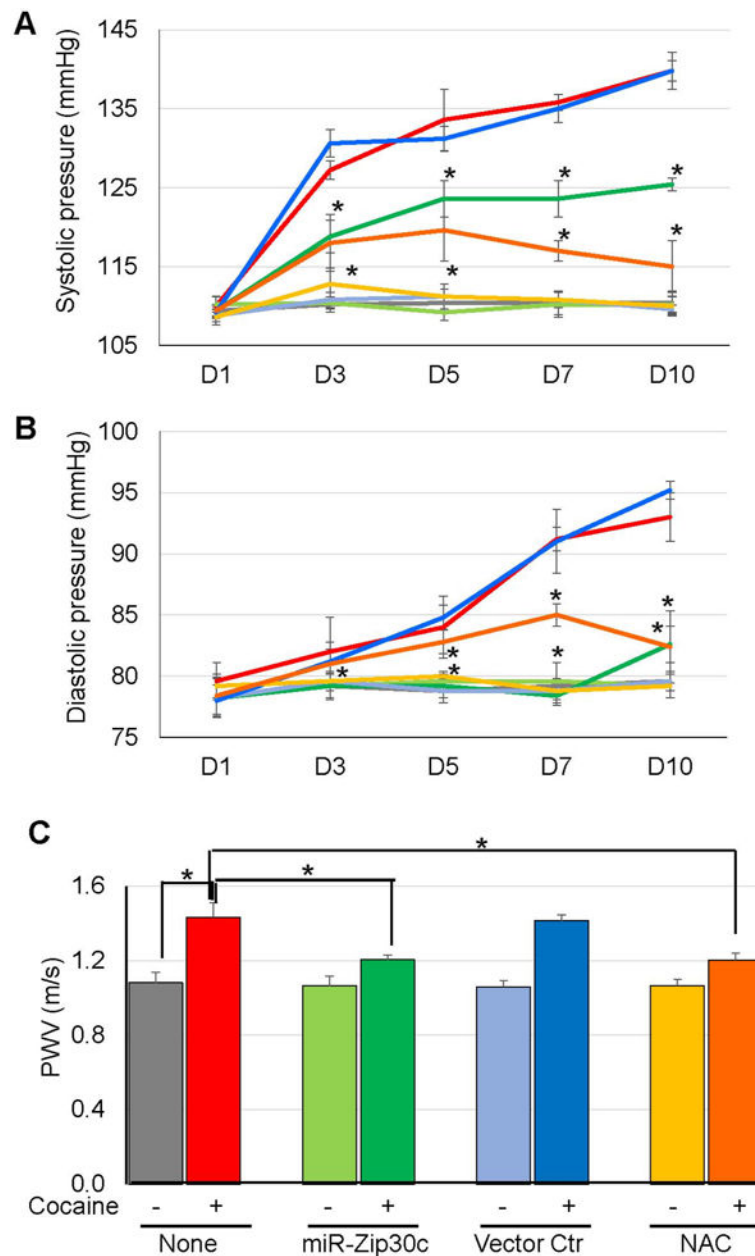 A
Systolic pressure (mmHg)
145
135
125
115
105
* * * *
* * * *
D1 D3 D5 D7 D10
B
Diastolic pressure (mmHg)
100
95
90
85
80
75
* * * * * * *
D1 D3 D5 D7 D10
C
* * *
PWV (m/s)
1.6
1.2
0.8
0.4
0.0
Cocaine - + - + - + - +
None miR-Zip30c Vector Ctr NAC